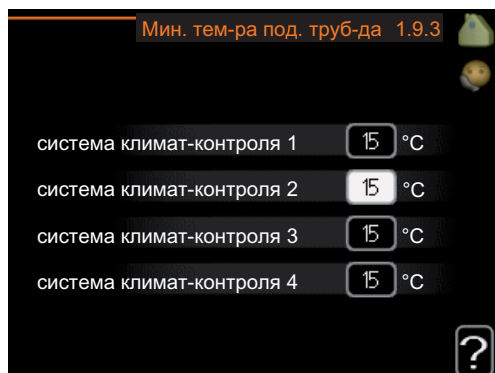 Мин. тем-ра под. труб-да 1.9.3
система климат-контроля 1 15 °C
система климат-контроля 2 15 °C
система климат-контроля 3 15 °C
система климат-контроля 4 15 °C
?